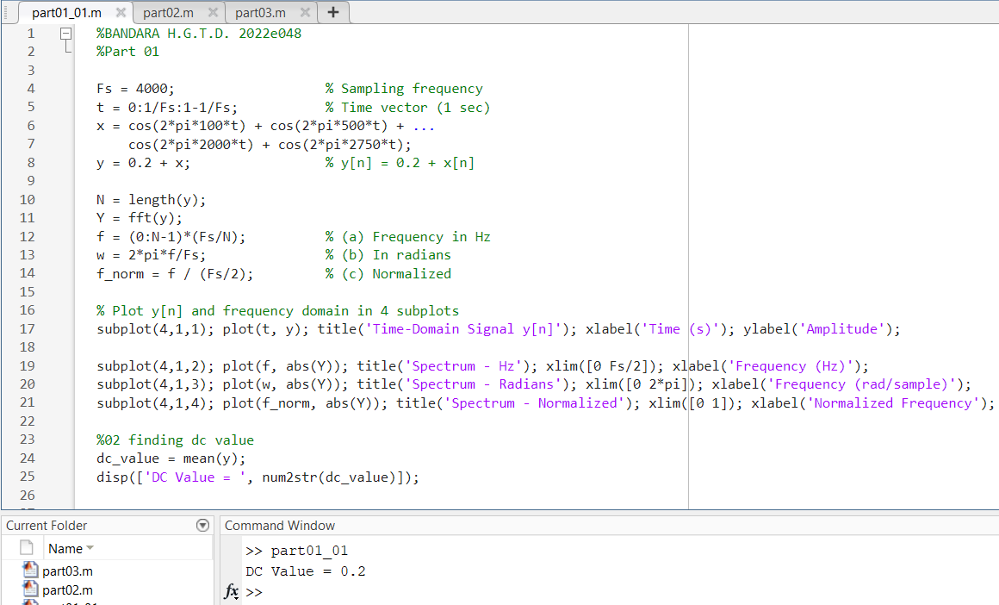 part01_01.m × part02.m × part03.m × +
1 %BANDARA H.G.T.D. 2022e048
2 %Part 01
3
4 Fs = 4000; % Sampling frequency
5 t = 0:1/Fs:1-1/Fs; % Time vector (1 sec)
6 x = cos(2*pi*100*t) + cos(2*pi*500*t) + ...
7 cos(2*pi*2000*t) + cos(2*pi*2750*t);
8 y = 0.2 + x; % y[n] = 0.2 + x[n]
9
10 N = length(y);
11 Y = fft(y);
12 f = (0:N-1)*(Fs/N); % (a) Frequency in Hz
13 w = 2*pi*f/Fs; % (b) In radians
14 f_norm = f / (Fs/2); % (c) Normalized
15
16 % Plot y[n] and frequency domain in 4 subplots
17 subplot(4,1,1); plot(t, y); title('Time-Domain Signal y[n]'); xlabel('Time (s)'); ylabel('Amplitude');
18
19 subplot(4,1,2); plot(f, abs(Y)); title('Spectrum - Hz'); xlim([0 Fs/2]); xlabel('Frequency (Hz)');
20 subplot(4,1,3); plot(w, abs(Y)); title('Spectrum - Radians'); xlim([0 2*pi]); xlabel('Frequency (rad/sample)');
21 subplot(4,1,4); plot(f_norm, abs(Y)); title('Spectrum - Normalized'); xlim([0 1]); xlabel('Normalized Frequency');
22
23 %02 finding dc value
24 dc_value = mean(y);
25 disp(['DC Value = ', num2str(dc_value)]);
26
Current Folder
Name
part03.m
part02.m
Command Window
>> part01_01
DC Value = 0.2
fx >>